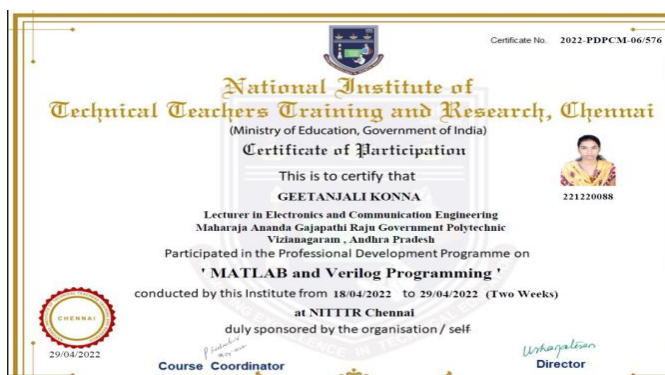 Certificate No. 2022-PDPCM-06/576
National Institute of
Technical Teachers Training and Research, Chennai
(Ministry of Education, Government of India)
Certificate of Participation
This is to certify that
GEETANJALI KONNA
221220088
Lecturer in Electronics and Communication Engineering
Maharaja Ananda Gajapathi Raju Government Polytechnic
Vizianagaram , Andhra Pradesh
Participated in the Professional Development Programme on
' MATLAB and Verilog Programming '
conducted by this Institute from 18/04/2022 to 29/04/2022 (Two Weeks)
at NITTTR Chennai
duly sponsored by the organisation / self
CHENNAI
29/04/2022
Course Coordinator
Director